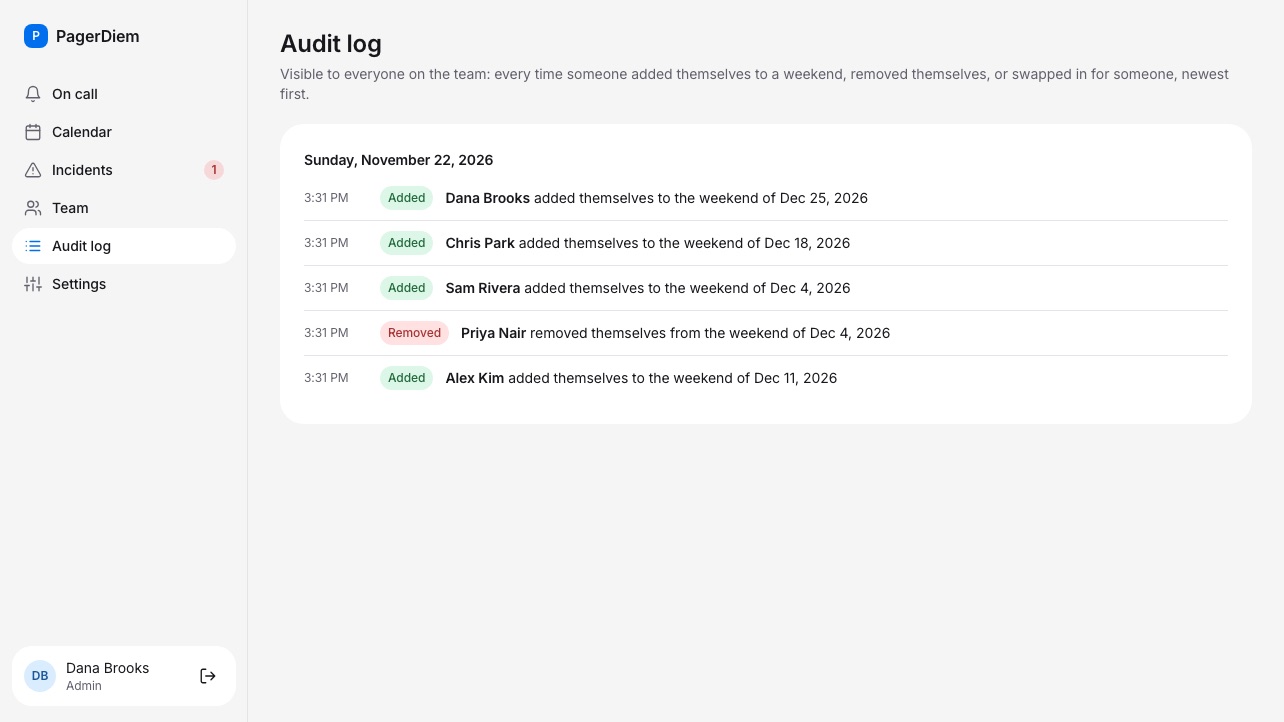 P PagerDiem
On call
Calendar
Incidents 1
Team
Audit log
Settings
DB Dana Brooks
Admin
Audit log
Visible to everyone on the team: every time someone added themselves to a weekend, removed themselves, or swapped in for someone, newest
first.
Sunday, November 22, 2026
3:31 PM Added Dana Brooks added themselves to the weekend of Dec 25, 2026
3:31 PM Added Chris Park added themselves to the weekend of Dec 18, 2026
3:31 PM Added Sam Rivera added themselves to the weekend of Dec 4, 2026
3:31 PM Removed Priya Nair removed themselves from the weekend of Dec 4, 2026
3:31 PM Added Alex Kim added themselves to the weekend of Dec 11, 2026